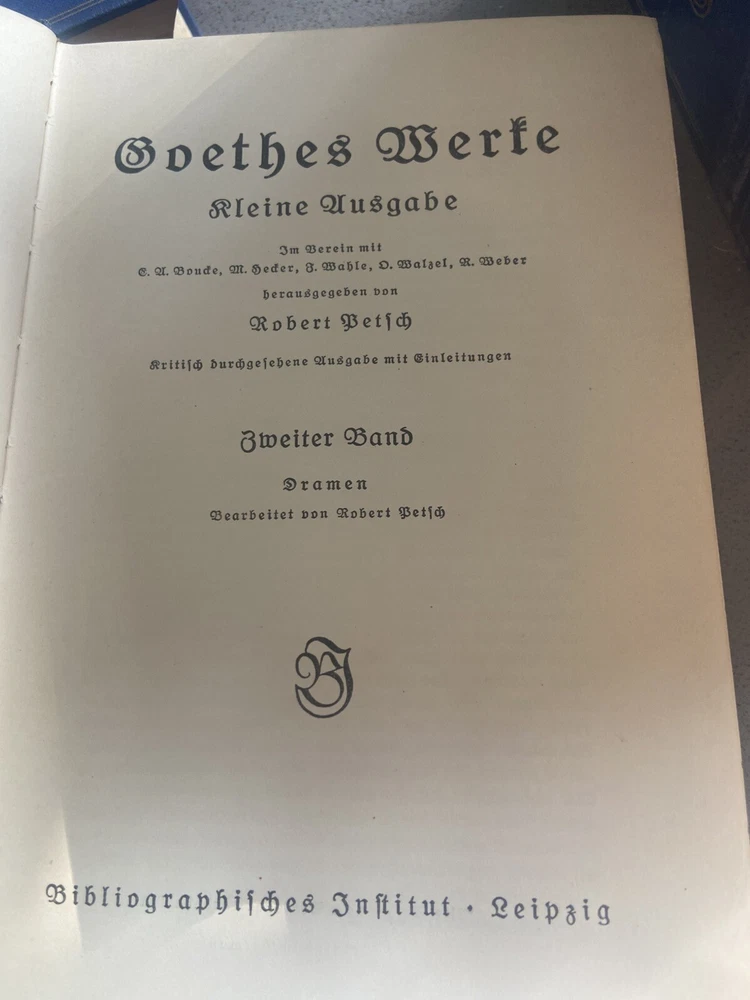 Goethes Werke
Kleine Ausgabe
Im Verein mit
E. A. Boucke, M. Hecker, J. Wahle, O. Walzel, R. Weber
herausgegeben von
Robert Petſch
Kritiſch durchgeſehene Ausgabe mit Einleitungen
Zweiter Band
Dramen
Bearbeitet von Robert Petſch
BI
Bibliographiſches Inſtitut · Leipzig